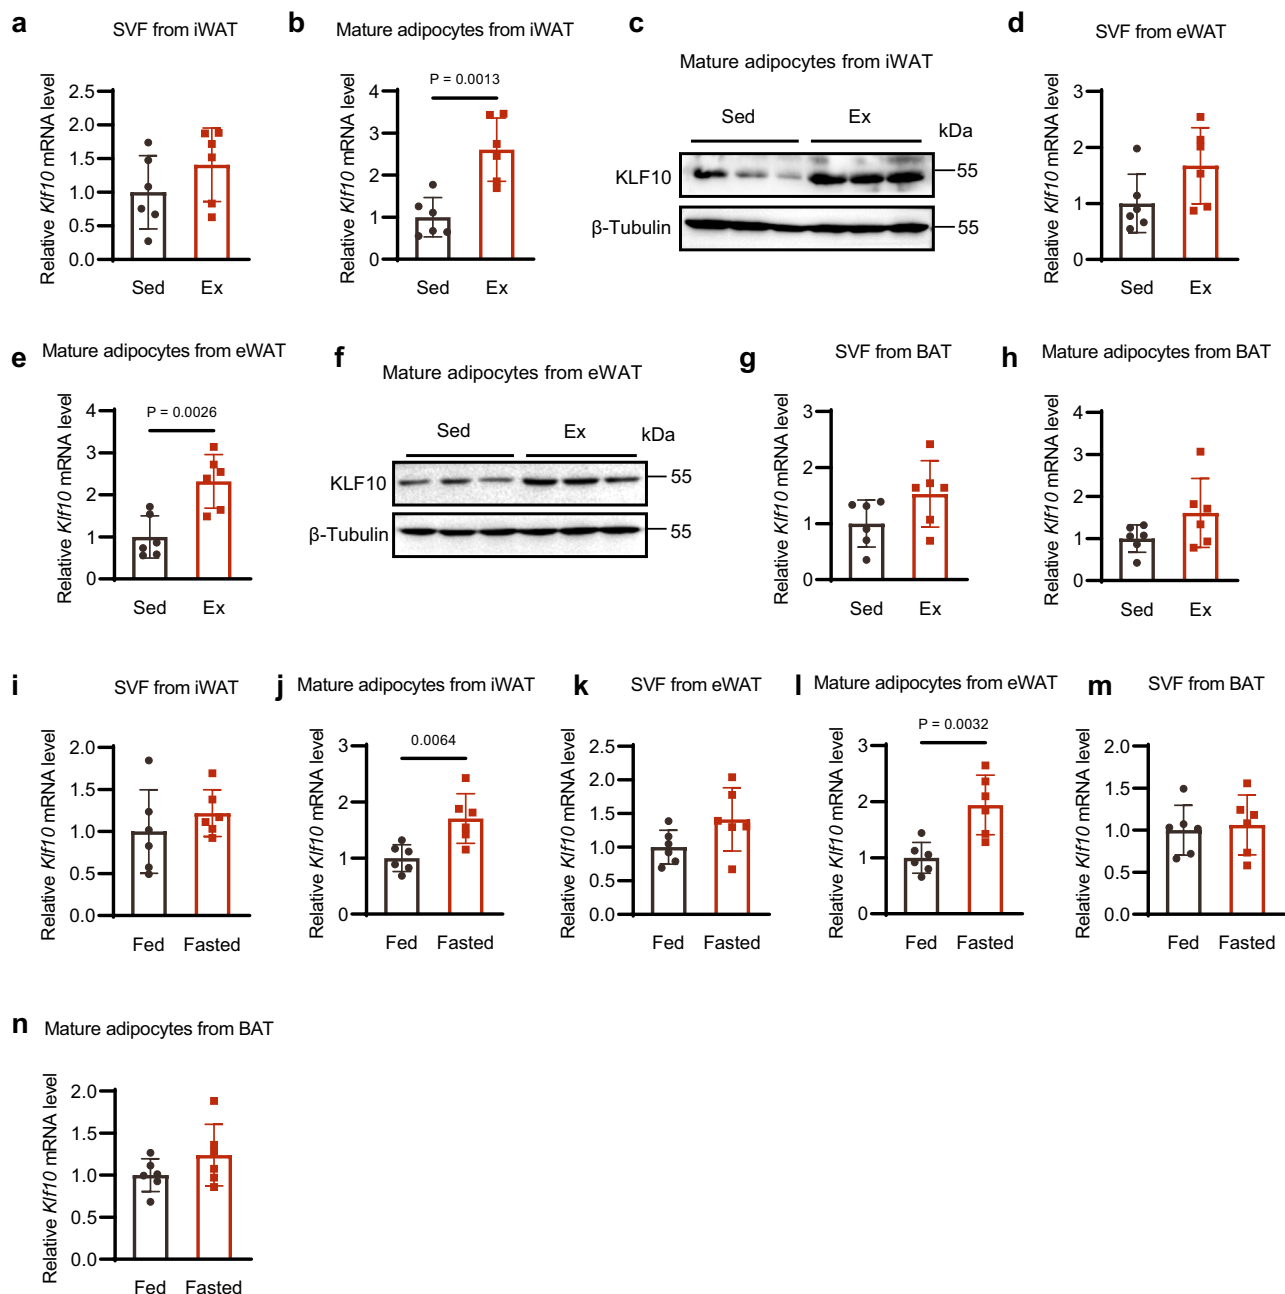 a
SVF from iWAT
Relative Klf10 mRNA level
2.5
2.0
1.5
1.0
0.5
0.0
Sed
Ex
b
Mature adipocytes from iWAT
Relative Klf10 mRNA level
P = 0.0013
4
3
2
1
0
Sed
Ex
c
Mature adipocytes from iWAT
Sed
Ex
kDa
KLF10
55
β-Tubulin
55
d
SVF from eWAT
Relative Klf10 mRNA level
3
2
1
0
Sed
Ex
e
Mature adipocytes from eWAT
Relative Klf10 mRNA level
P = 0.0026
4
3
2
1
0
Sed
Ex
f
Mature adipocytes from eWAT
Sed
Ex
kDa
KLF10
55
β-Tubulin
55
g
SVF from BAT
Relative Klf10 mRNA level
3
2
1
0
Sed
Ex
h
Mature adipocytes from BAT
Relative Klf10 mRNA level
4
3
2
1
0
Sed
Ex
i
SVF from iWAT
Relative Klf10 mRNA level
2.0
1.5
1.0
0.5
0.0
Fed
Fasted
j
Mature adipocytes from iWAT
Relative Klf10 mRNA level
0.0064
3
2
1
0
Fed
Fasted
k
SVF from eWAT
Relative Klf10 mRNA level
2.5
2.0
1.5
1.0
0.5
0.0
Fed
Fasted
l
Mature adipocytes from eWAT
Relative Klf10 mRNA level
P = 0.0032
3
2
1
0
Fed
Fasted
m
SVF from BAT
Relative Klf10 mRNA level
2.0
1.5
1.0
0.5
0.0
Fed
Fasted
n
Mature adipocytes from BAT
Relative Klf10 mRNA level
2.0
1.5
1.0
0.5
0.0
Fed
Fasted